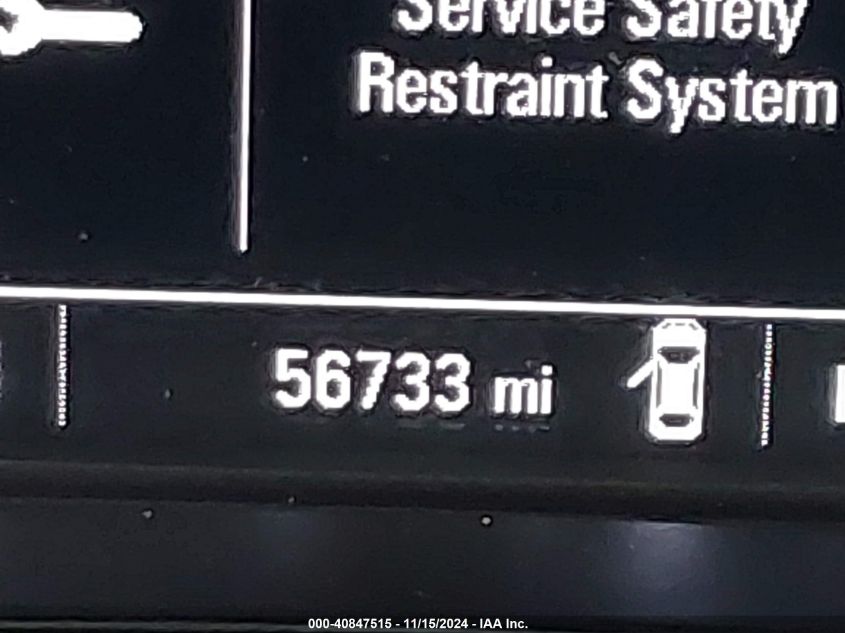 Service Safety
Restraint System
56733 mi
000-40847515 - 11/15/2024 - IAA Inc.